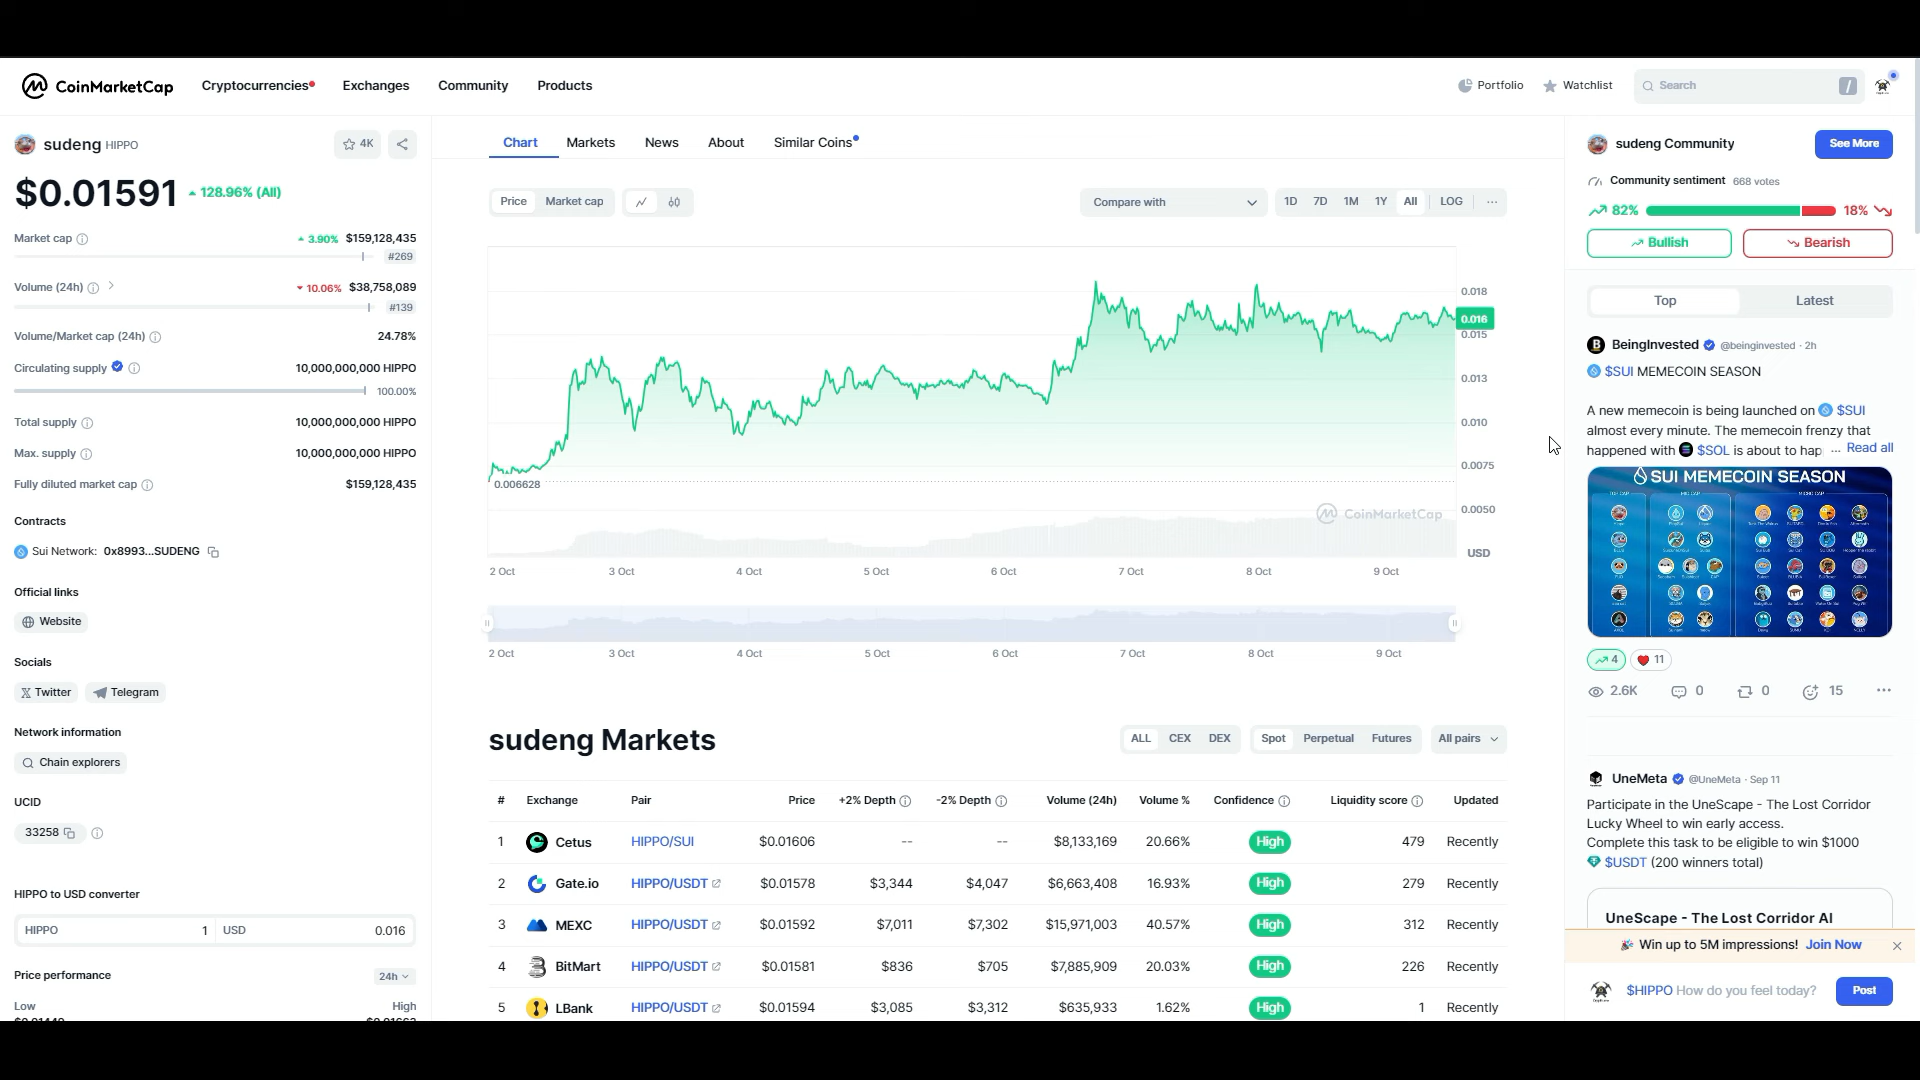 CoinMarketCap Cryptocurrencies Exchanges Community Products Portfolio Watchlist Search /
sudeng HIPPO 4K
$0.01591 128.96% (All)
Market cap 3.90% $159,128,435
#269
Volume (24h) 10.06% $38,758,089
#139
Volume/Market cap (24h) 24.78%
Circulating supply 10,000,000,000 HIPPO
100.00%
Total supply 10,000,000,000 HIPPO
Max. supply 10,000,000,000 HIPPO
Fully diluted market cap $159,128,435
Contracts
Sui Network: 0x8993...SUDENG
Official links
Website
Socials
Twitter Telegram
Network information
Chain explorers
UCID
33258
HIPPO to USD converter
HIPPO 1 USD 0.016
Price performance 24h
Low High
Chart Markets News About Similar Coins
Price Market cap Compare with 1D 7D 1M 1Y All LOG ...
0.018
0.016
0.015
0.013
0.010
0.0075
0.006628
0.0050
CoinMarketCap
USD
2 Oct 3 Oct 4 Oct 5 Oct 6 Oct 7 Oct 8 Oct 9 Oct
2 Oct 3 Oct 4 Oct 5 Oct 6 Oct 7 Oct 8 Oct 9 Oct
sudeng Markets ALL CEX DEX Spot Perpetual Futures All pairs
# Exchange Pair Price +2% Depth -2% Depth Volume (24h) Volume % Confidence Liquidity score Updated
1 Cetus HIPPO/SUI $0.01606 -- -- $8,133,169 20.66% High 479 Recently
2 Gate.io HIPPO/USDT $0.01578 $3,344 $4,047 $6,663,408 16.93% High 279 Recently
3 MEXC HIPPO/USDT $0.01592 $7,011 $7,302 $15,971,003 40.57% High 312 Recently
4 BitMart HIPPO/USDT $0.01581 $836 $705 $7,885,909 20.03% High 226 Recently
5 LBank HIPPO/USDT $0.01594 $3,085 $3,312 $635,933 1.62% High 1 Recently
sudeng Community See More
Community sentiment 668 votes
82% 18%
Bullish Bearish
Top Latest
BeingInvested @beinginvested · 2h
$SUI MEMECOIN SEASON
A new memecoin is being launched on $SUI
almost every minute. The memecoin frenzy that
happened with $SOL is about to hap ... Read all
SUI MEMECOIN SEASON
4 11
2.6K 0 0 15 ...
UneMeta @UneMeta · Sep 11
Participate in the UneScape - The Lost Corridor
Lucky Wheel to win early access.
Complete this task to be eligible to win $1000
$USDT (200 winners total)
UneScape - The Lost Corridor AI
Win up to 5M impressions! Join Now
$HIPPO How do you feel today? Post